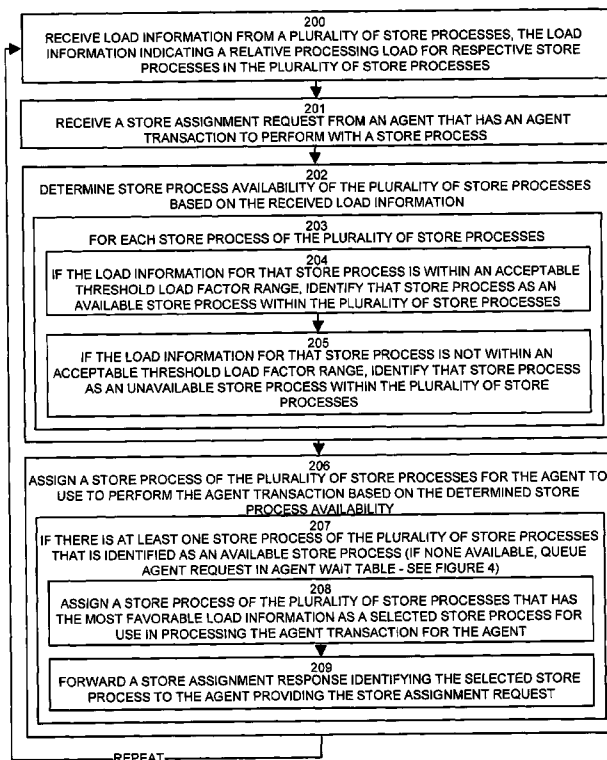 200
RECEIVE LOAD INFORMATION FROM A PLURALITY OF STORE PROCESSES, THE LOAD
INFORMATION INDICATING A RELATIVE PROCESSING LOAD FOR RESPECTIVE STORE
PROCESSES IN THE PLURALITY OF STORE PROCESSES
201
RECEIVE A STORE ASSIGNMENT REQUEST FROM AN AGENT THAT HAS AN AGENT
TRANSACTION TO PERFORM WITH A STORE PROCESS
202
DETERMINE STORE PROCESS AVAILABILITY OF THE PLURALITY OF STORE PROCESSES
BASED ON THE RECEIVED LOAD INFORMATION
203
FOR EACH STORE PROCESS OF THE PLURALITY OF STORE PROCESSES
204
IF THE LOAD INFORMATION FOR THAT STORE PROCESS IS WITHIN AN ACCEPTABLE
THRESHOLD LOAD FACTOR RANGE, IDENTIFY THAT STORE PROCESS AS AN
AVAILABLE STORE PROCESS WITHIN THE PLURALITY OF STORE PROCESSES
205
IF THE LOAD INFORMATION FOR THAT STORE PROCESS IS NOT WITHIN AN
ACCEPTABLE THRESHOLD LOAD FACTOR RANGE, IDENTIFY THAT STORE PROCESS
AS AN UNAVAILABLE STORE PROCESS WITHIN THE PLURALITY OF STORE
PROCESSES
206
ASSIGN A STORE PROCESS OF THE PLURALITY OF STORE PROCESSES FOR THE AGENT TO
USE TO PERFORM THE AGENT TRANSACTION BASED ON THE DETERMINED STORE
PROCESS AVAILABILITY
207
IF THERE IS AT LEAST ONE STORE PROCESS OF THE PLURALITY OF STORE PROCESSES
THAT IS IDENTIFIED AS AN AVAILABLE STORE PROCESS (IF NONE AVAILABLE, QUEUE
AGENT REQUEST IN AGENT WAIT TABLE - SEE FIGURE 4)
208
ASSIGN A STORE PROCESS OF THE PLURALITY OF STORE PROCESSES THAT HAS
THE MOST FAVORABLE LOAD INFORMATION AS A SELECTED STORE PROCESS FOR
USE IN PROCESSING THE AGENT TRANSACTION FOR THE AGENT
209
FORWARD A STORE ASSIGNMENT RESPONSE IDENTIFYING THE SELECTED STORE
PROCESS TO THE AGENT PROVIDING THE STORE ASSIGNMENT REQUEST
REPEAT